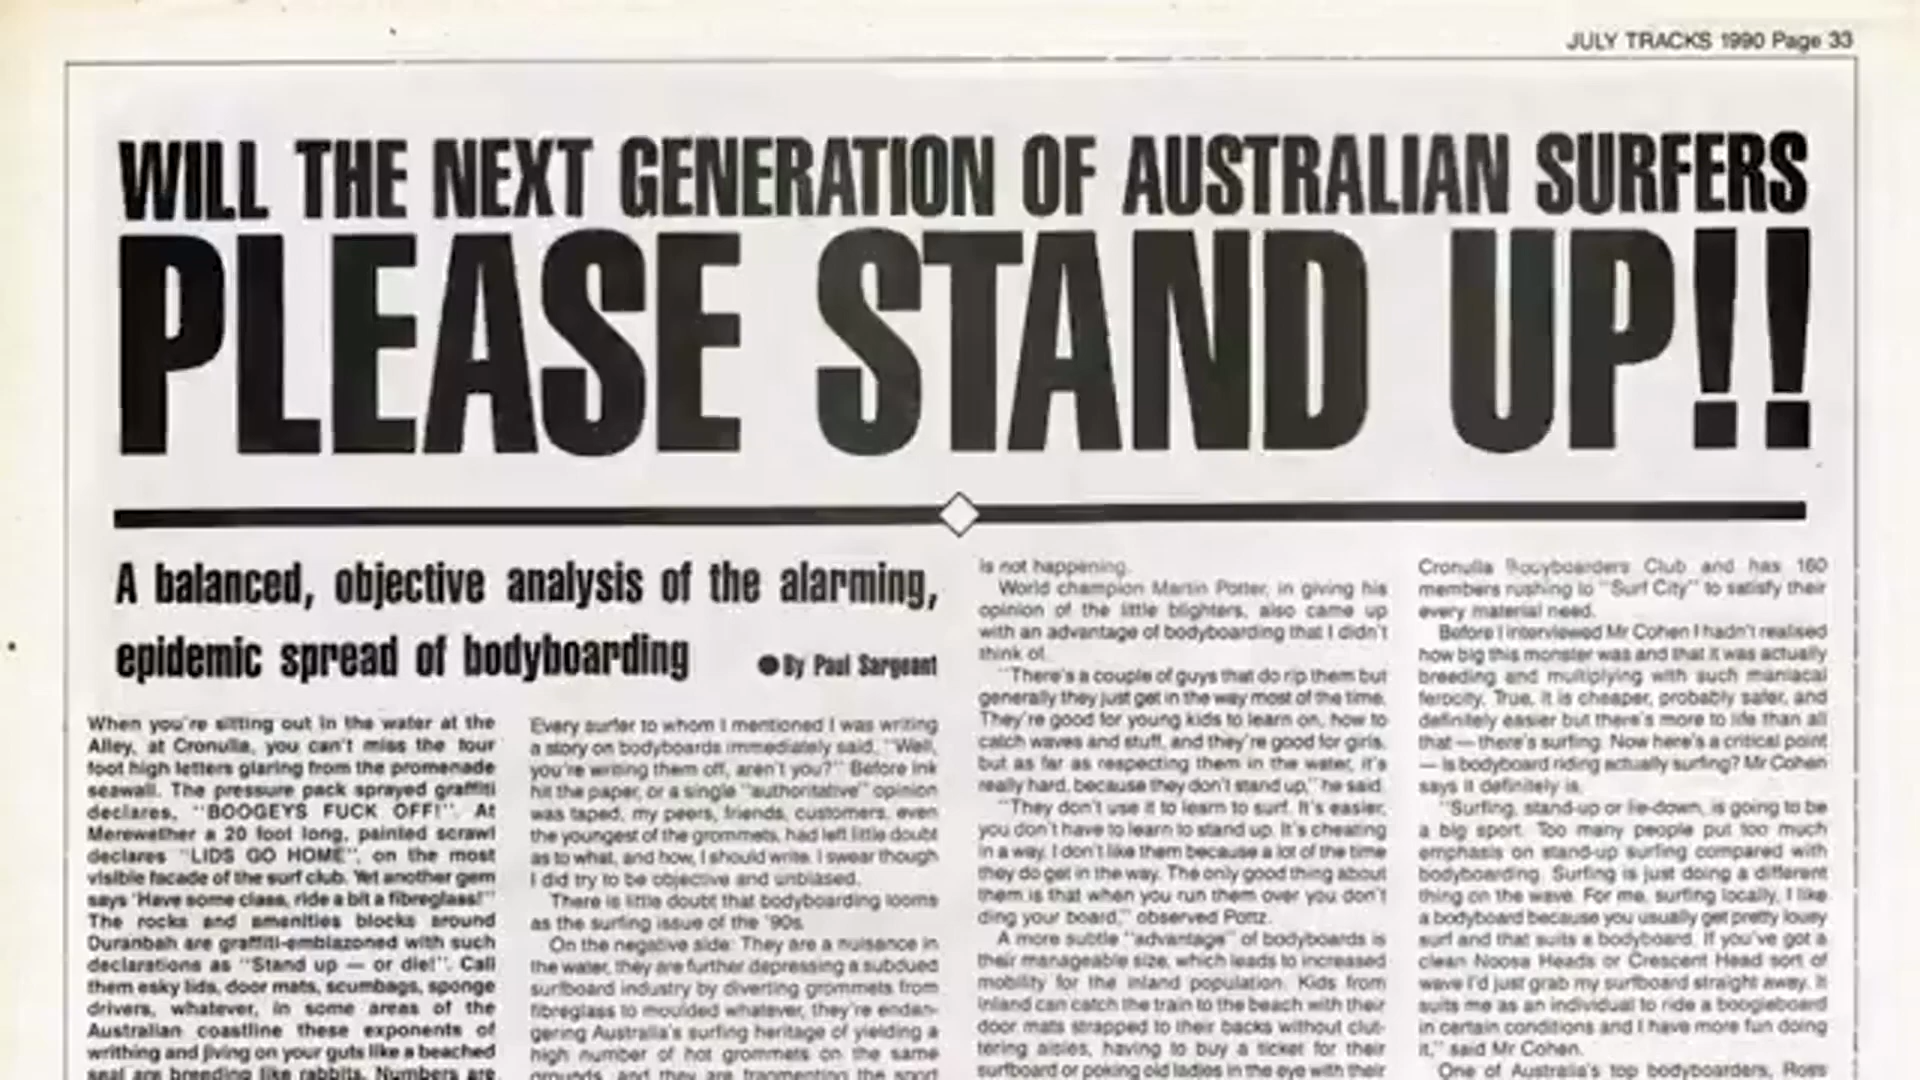 JULY TRACKS 1990 Page 33
WILL THE NEXT GENERATION OF AUSTRALIAN SURFERS
PLEASE STAND UP!!
A balanced, objective analysis of the alarming,
epidemic spread of bodyboarding
●By Paul Sargeant
When you're sitting out in the water at the
Alley, at Cronulla, you can't miss the four
foot high letters glaring from the promenade
seawall. The pressure pack sprayed graffiti
declares, "BOOGEYS FUCK OFF!". At
Merewether a 20 foot long, painted scrawl
declares "LIDS GO HOME", on the most
visible facade of the surf club. Yet another gem
says 'Have some class, ride a bit a fibreglass!"
The rocks and amenities blocks around
Duranbah are graffiti-emblazoned with such
declarations as "Stand up — or die!". Call
them esky lids, door mats, scumbags, sponge
drivers, whatever, in some areas of the
Australian coastline these exponents of
writhing and jiving on your guts like a beached
seal are breeding like rabbits. Numbers are
Every surfer to whom I mentioned I was writing
a story on bodyboards immediately said, "Well,
you're writing them off, aren't you?" Before ink
hit the paper, or a single "authoritative" opinion
was taped, my peers, friends, customers, even
the youngest of the grommets, had left little doubt
as to what, and how, I should write. I swear though
I did try to be objective and unbiased.
There is little doubt that bodyboarding looms
as the surfing issue of the '90s.
On the negative side: They are a nuisance in
the water, they are further depressing a subdued
surfboard industry by diverting grommets from
fibreglass to moulded whatever, they're endan-
gering Australia's surfing heritage of yielding a
high number of hot grommets on the same
grounds, and they are fragmenting the sport
is not happening.
World champion Martin Potter, in giving his
opinion of the little blighters, also came up
with an advantage of bodyboarding that I didn't
think of.
"There's a couple of guys that do rip them but
generally they just get in the way most of the time.
They're good for young kids to learn on, how to
catch waves and stuff, and they're good for girls,
but as far as respecting them in the water, it's
really hard, because they don't stand up," he said.
"They don't use it to learn to surf. It's easier,
you don't have to learn to stand up. It's cheating
in a way. I don't like them because a lot of the time
they do get in the way. The only good thing about
them is that when you run them over you don't
ding your board," observed Pottz.
A more subtle "advantage" of bodyboards is
their manageable size, which leads to increased
mobility for the inland population. Kids from
inland can catch the train to the beach with their
door mats strapped to their backs without clut-
tering aisles, having to buy a ticket for their
surfboard or poking old ladies in the eye with their
Cronulla Bodyboarders Club and has 160
members rushing to "Surf City" to satisfy their
every material need.
Before I interviewed Mr Cohen I hadn't realised
how big this monster was and that it was actually
breeding and multiplying with such maniacal
ferocity. True, it is cheaper, probably safer, and
definitely easier but there's more to life than all
that — there's surfing. Now here's a critical point
— is bodyboard riding actually surfing? Mr Cohen
says it definitely is.
"Surfing, stand-up or lie-down, is going to be
a big sport. Too many people put too much
emphasis on stand-up surfing compared with
bodyboarding. Surfing is just doing a different
thing on the wave. For me, surfing locally, I like
a bodyboard because you usually get pretty lousy
surf and that suits a bodyboard. If you've got a
clean Noosa Heads or Crescent Head sort of
wave I'd just grab my surfboard straight away. It
suits me as an individual to ride a boogieboard
in certain conditions and I have more fun doing
it," said Mr Cohen.
One of Australia's top bodyboarders, Ross